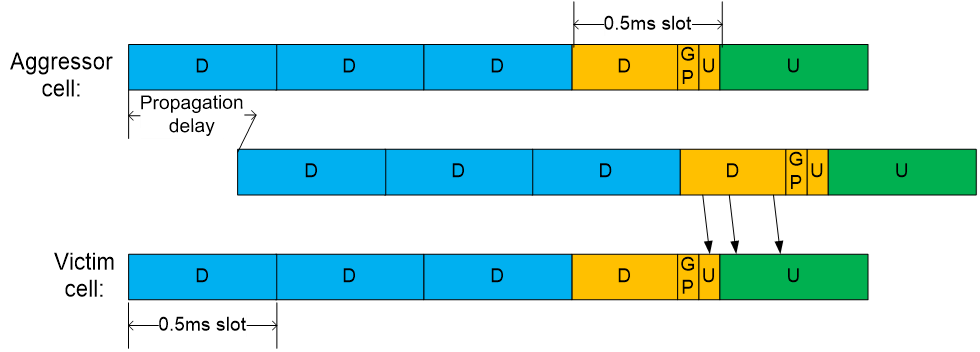 0.5ms slot
Aggressor
cell:
D D D D G
P U U
Propagation
delay
D D D D G
P U U
Victim
cell:
D D D D G
P U U
0.5ms slot